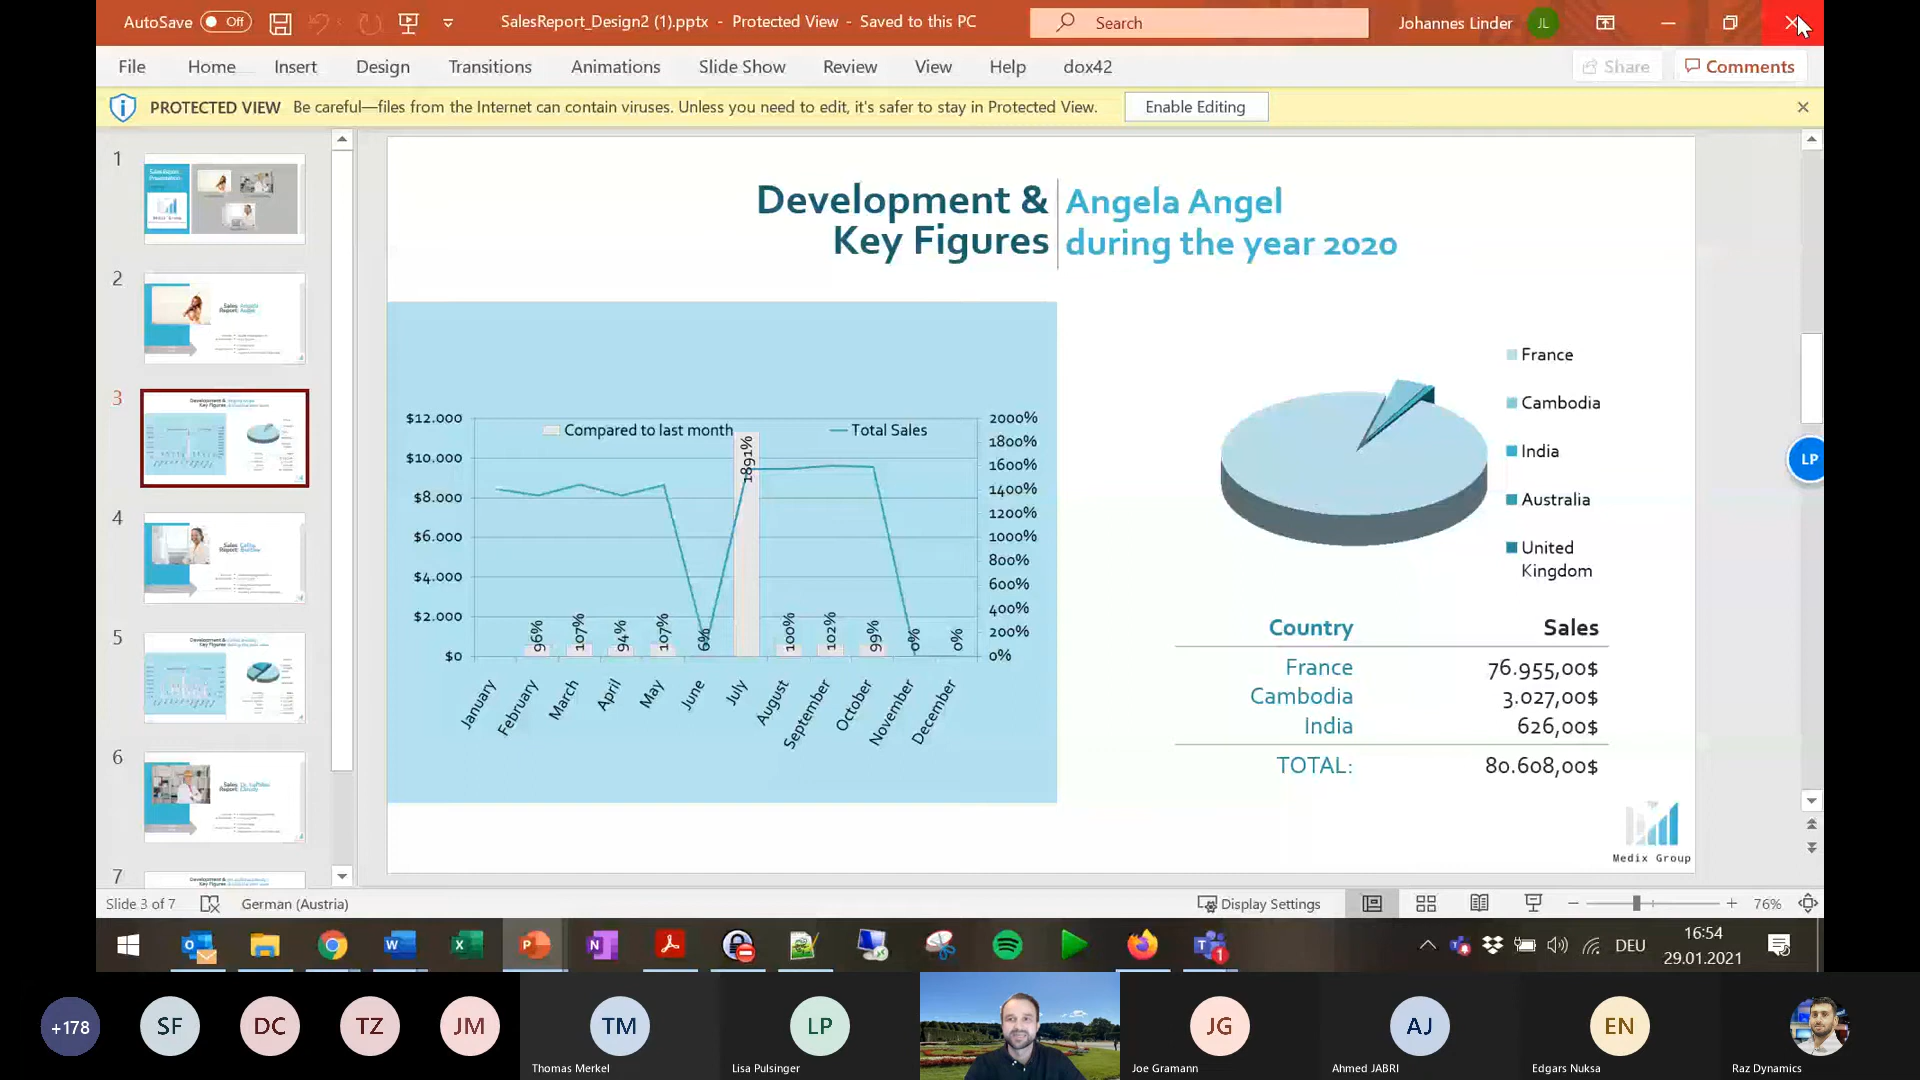 AutoSave Off
SalesReport_Design2 (1).pptx - Protected View - Saved to this PC
Search
Johannes Linder JL
File Home Insert Design Transitions Animations Slide Show Review View Help dox42
Share Comments
PROTECTED VIEW Be careful—files from the Internet can contain viruses. Unless you need to edit, it's safer to stay in Protected View. Enable Editing
1
2
3
4
5
6
7
Development &
Key Figures
Angela Angel
during the year 2020
Compared to last month Total Sales
$12.000
$10.000
$8.000
$6.000
$4.000
$2.000
$0
2000%
1800%
1600%
1400%
1200%
1000%
800%
600%
400%
200%
0%
96% 107% 94% 107% 6% 1891% 100% 102% 99% 0% 0%
January February March April May June July August September October November December
France
Cambodia
India
Australia
United
Kingdom
LP
Country Sales
France 76.955,00$
Cambodia 3.027,00$
India 626,00$
TOTAL: 80.608,00$
Medix Group
Slide 3 of 7 German (Austria)
Display Settings
76%
DEU
16:54
29.01.2021
+178 SF DC TZ JM TM LP JG AJ EN
Thomas Merkel Lisa Pulsinger Joe Gramann Ahmed JABRI Edgars Nuksa Raz Dynamics